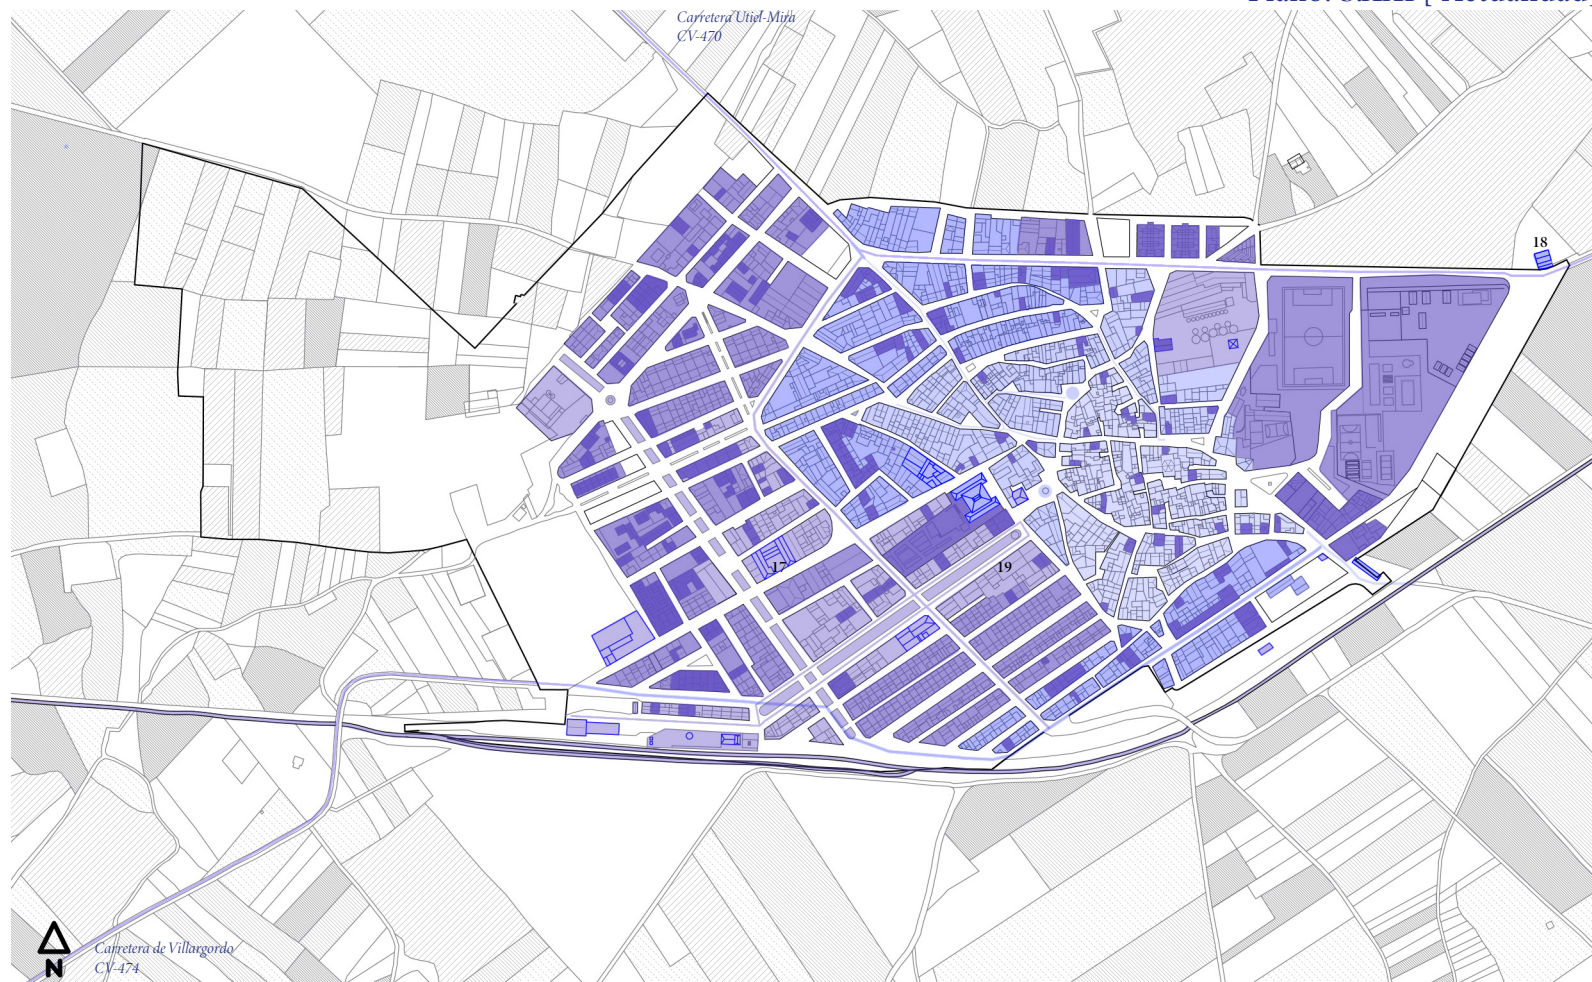 Carretera Utiel-Mira
CV-470
18
17
19
Carretera de Villargordo
CV-474
N